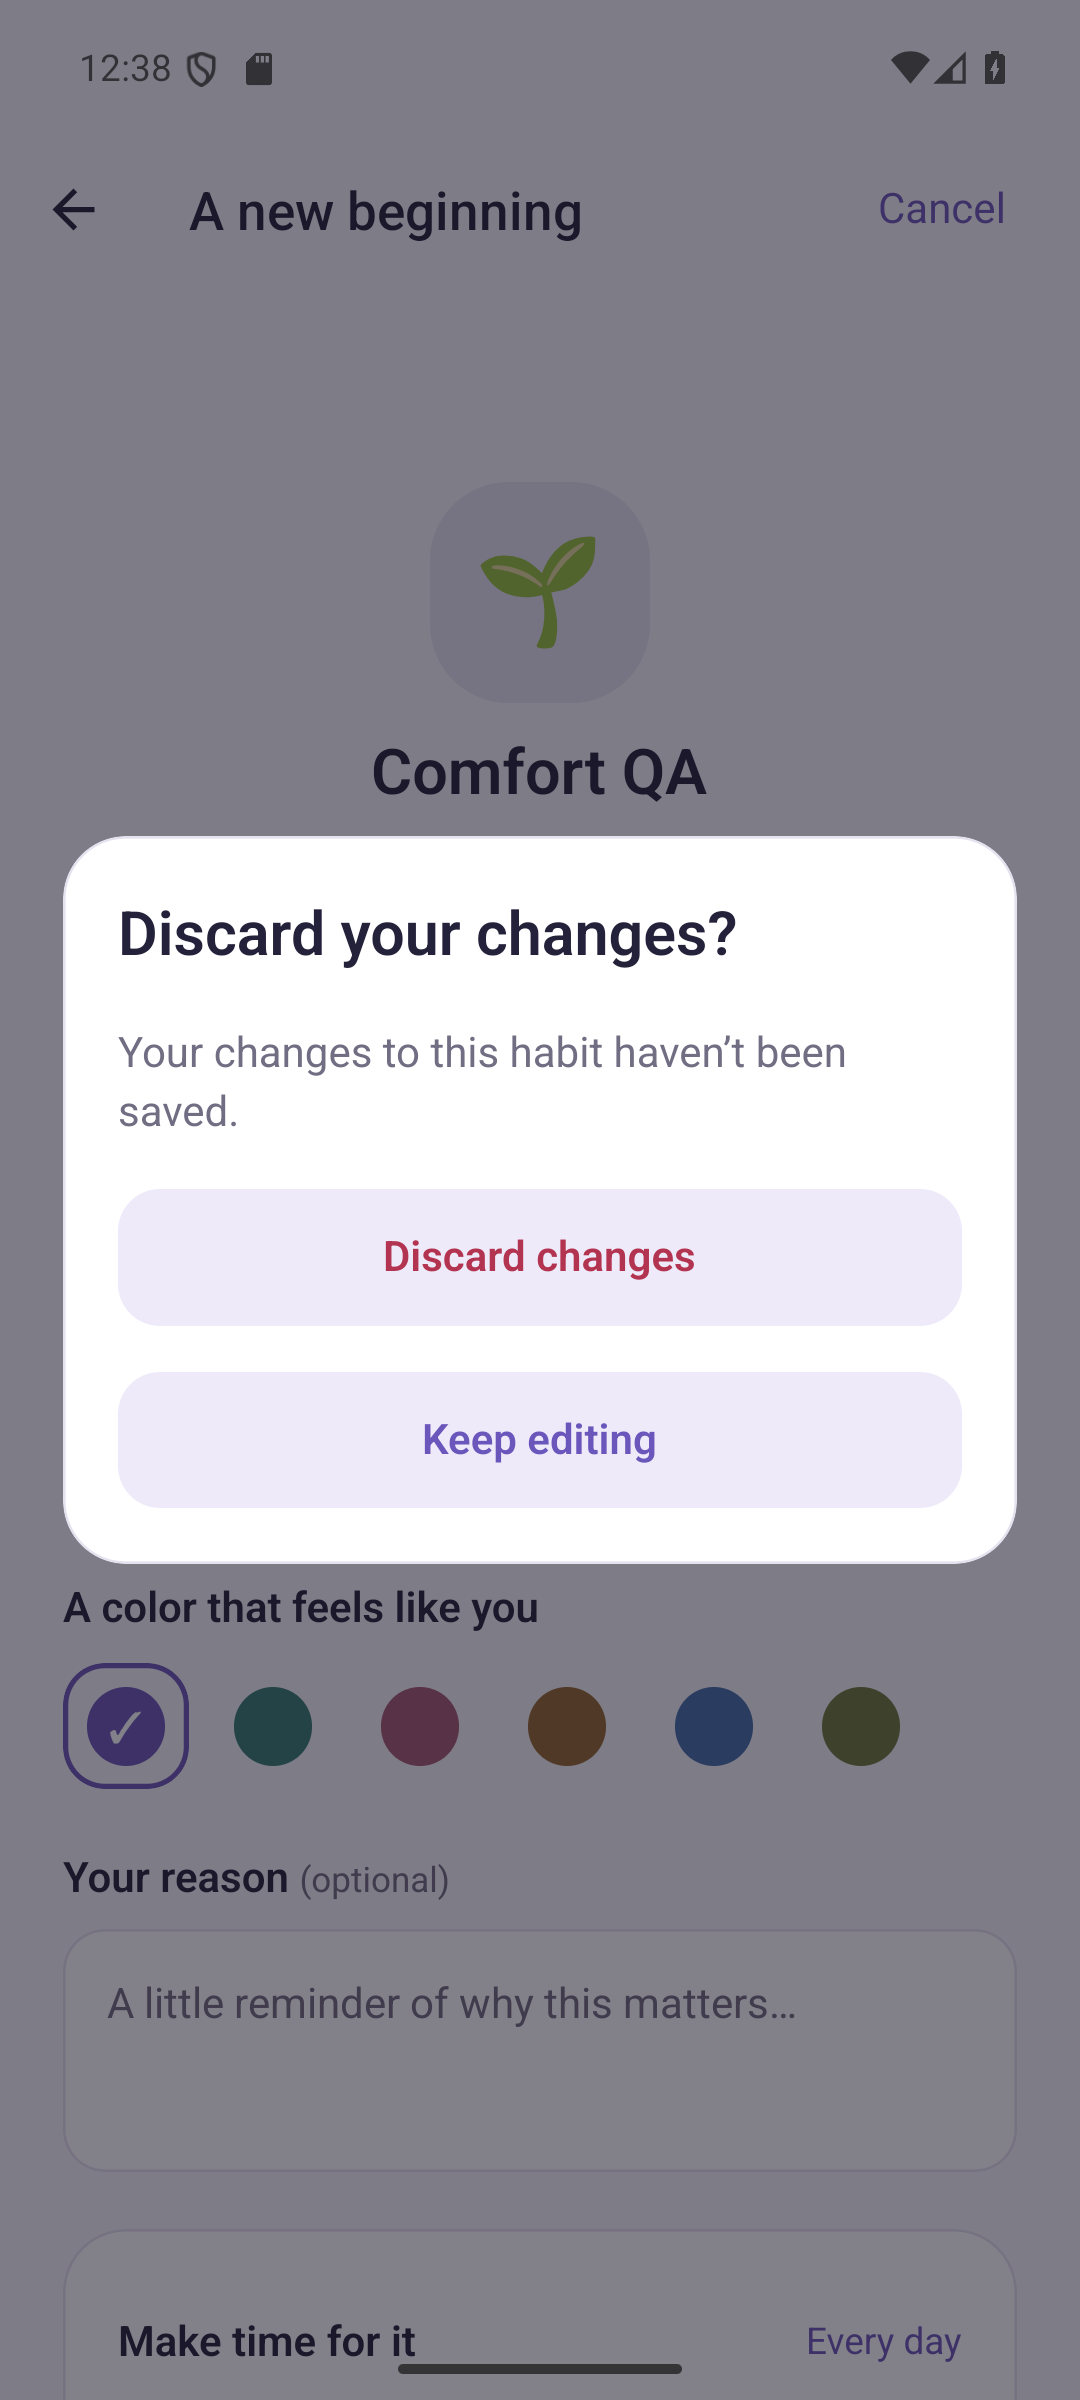 12:38
A new beginning
Cancel
Comfort QA
Discard your changes?
Your changes to this habit haven’t been
saved.
Discard changes
Keep editing
A color that feels like you
Your reason (optional)
A little reminder of why this matters…
Make time for it
Every day